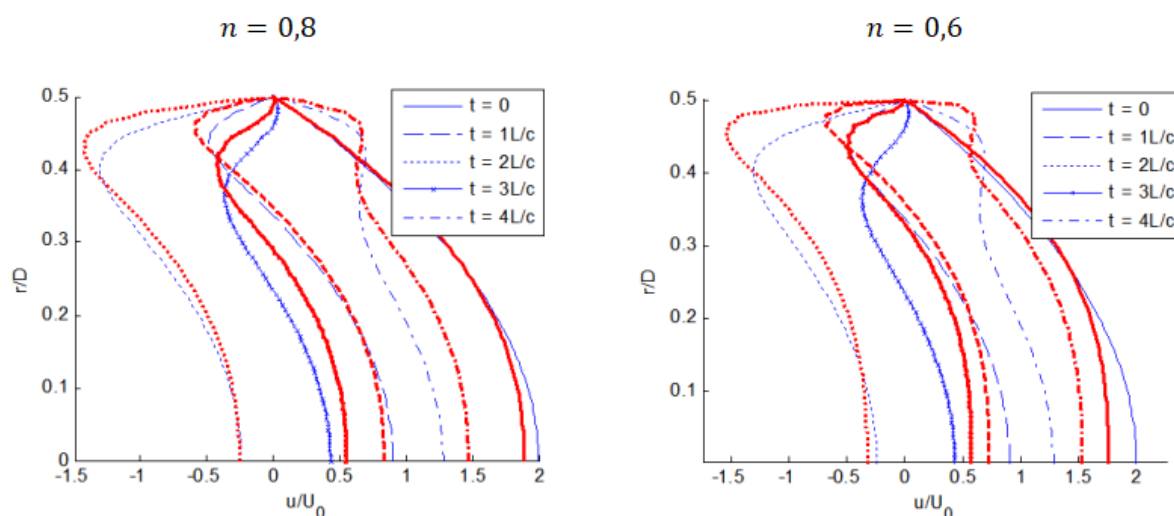 n = 0,8
0.5
0.4
0.3
0.2
0.1
0
r/D
-1.5 -1 -0.5 0 0.5 1 1.5 2
u/U0
t = 0
t = 1L/c
t = 2L/c
t = 3L/c
t = 4L/c
n = 0,6
0.5
0.4
0.3
0.2
0.1
r/D
-1.5 -1 -0.5 0 0.5 1 1.5 2
u/U0
t = 0
t = 1L/c
t = 2L/c
t = 3L/c
t = 4L/c